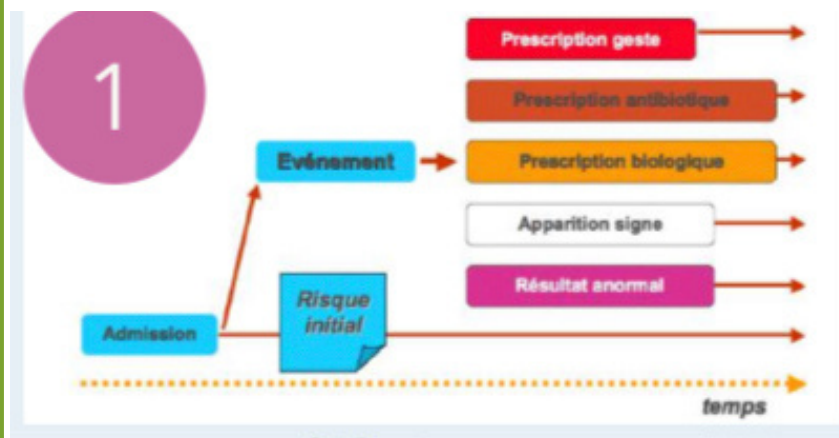 1
Prescription geste
Prescription antibiotique
Evénement
Prescription biologique
Apparition signe
Résultat anormal
Risque
initial
Admission
temps